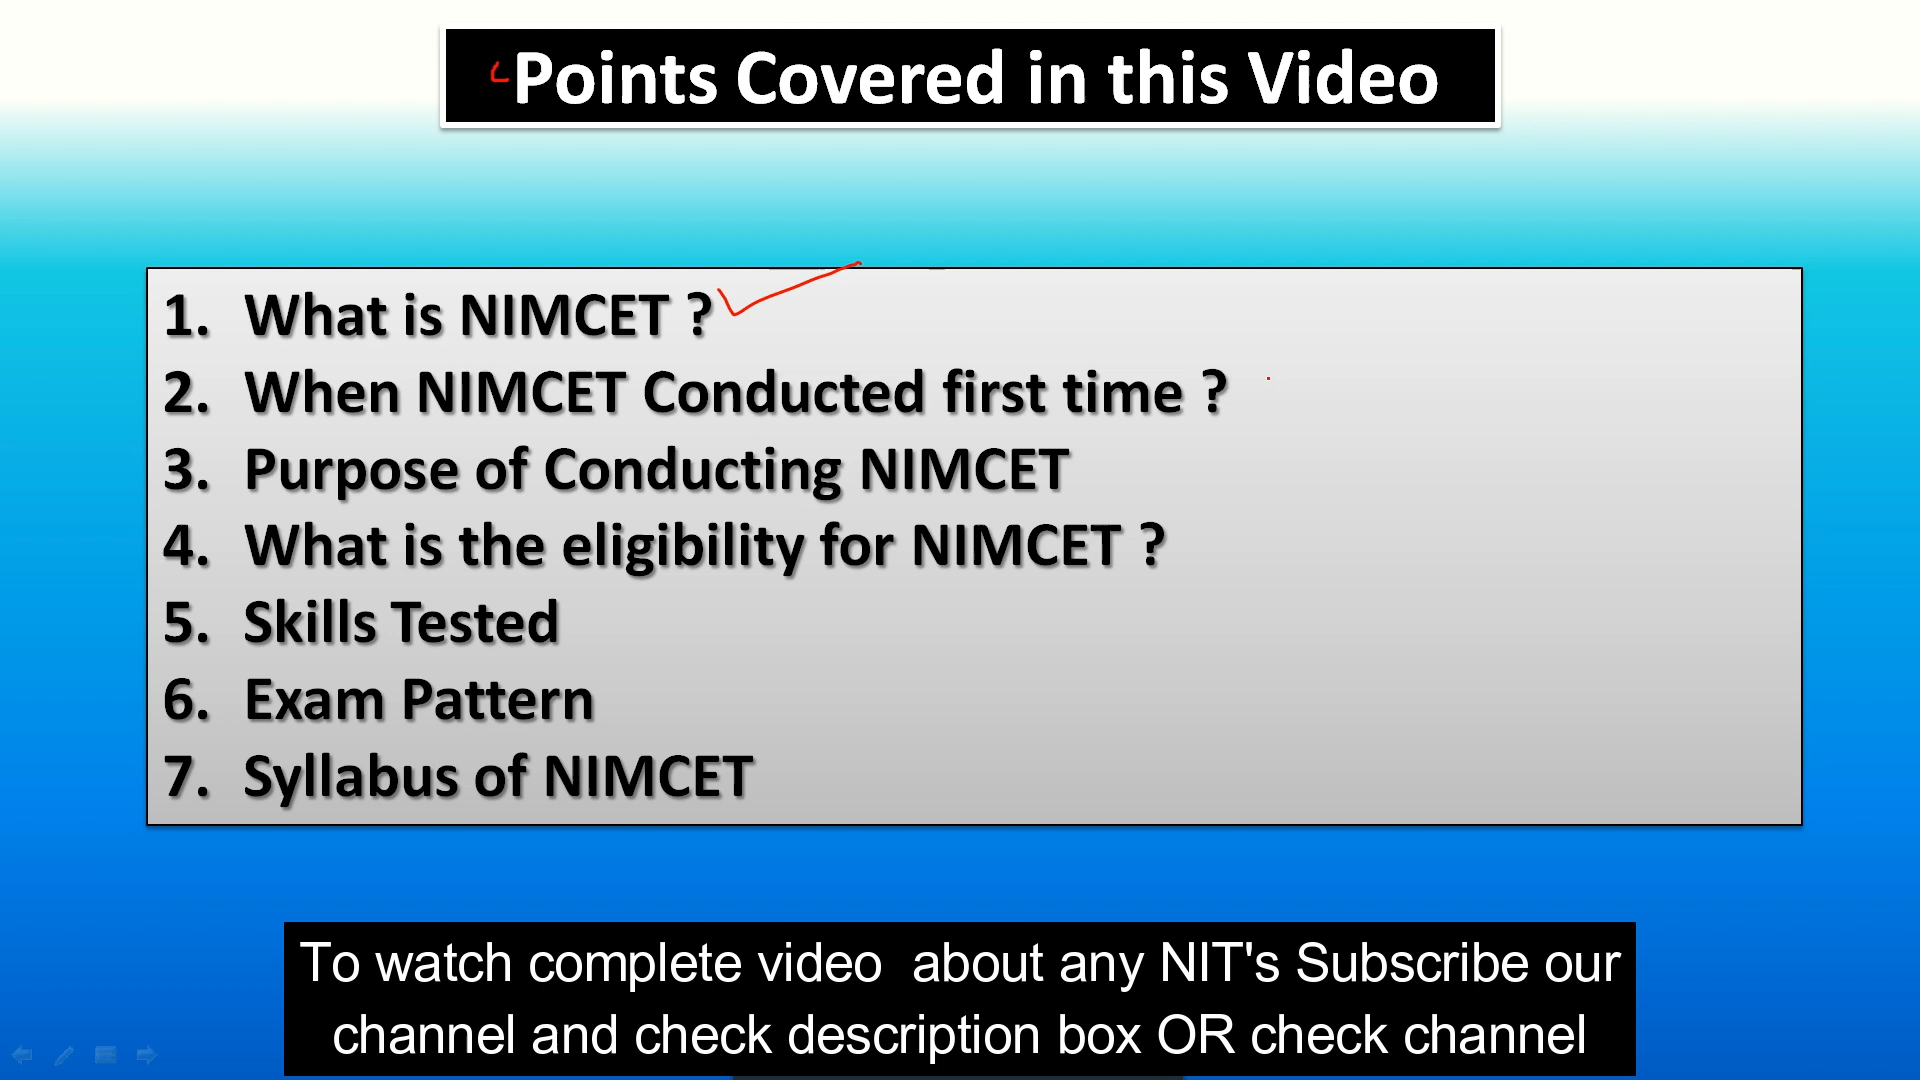 Points Covered in this Video
1. What is NIMCET ?
2. When NIMCET Conducted first time ?
3. Purpose of Conducting NIMCET
4. What is the eligibility for NIMCET ?
5. Skills Tested
6. Exam Pattern
7. Syllabus of NIMCET
To watch complete video  about any NIT's Subscribe our
channel and check description box OR check channel